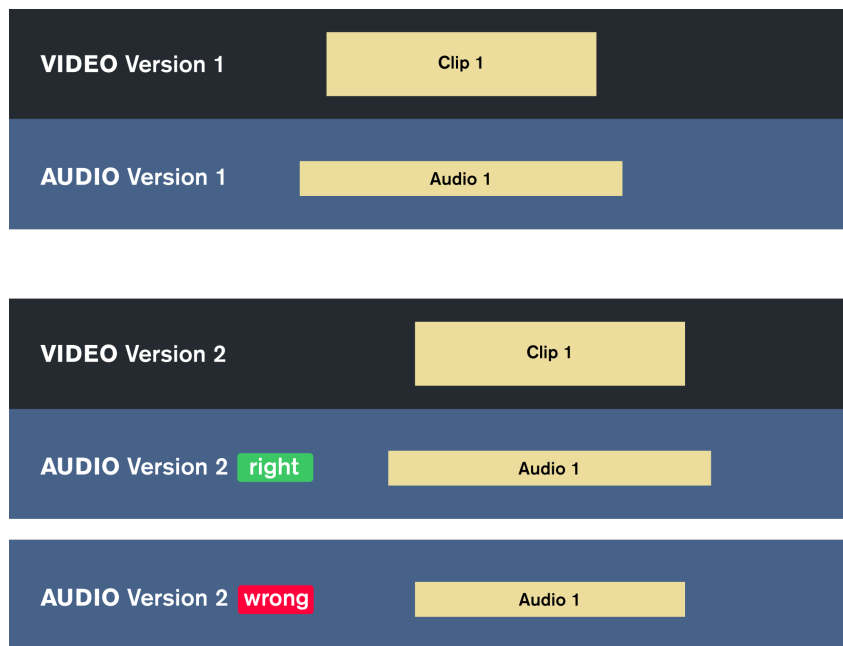 VIDEO Version 1
Clip 1
AUDIO Version 1
Audio 1
VIDEO Version 2
Clip 1
AUDIO Version 2 right
Audio 1
AUDIO Version 2 wrong
Audio 1